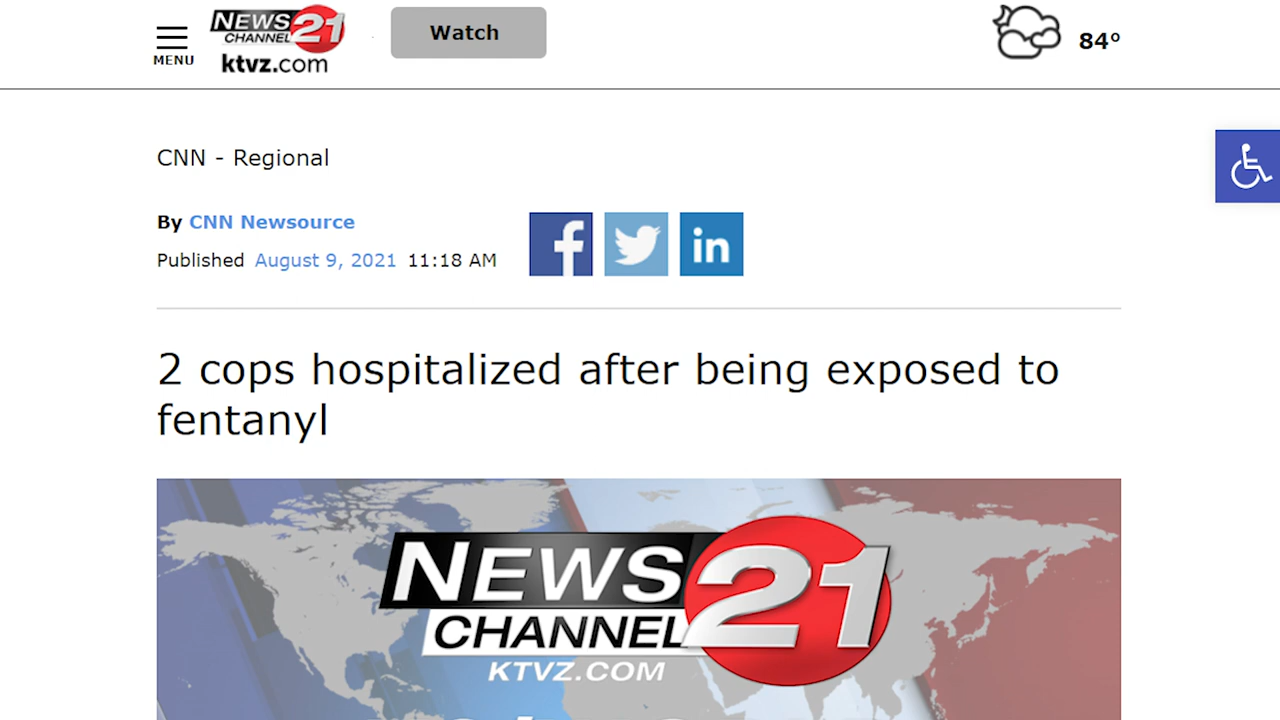 MENU
NEWS
CHANNEL 21
ktvz.com
Watch
84°
CNN - Regional
By CNN Newsource
Published August 9, 2021 11:18 AM
f
in
2 cops hospitalized after being exposed to
fentanyl
NEWS
CHANNEL 21
KTVZ.COM